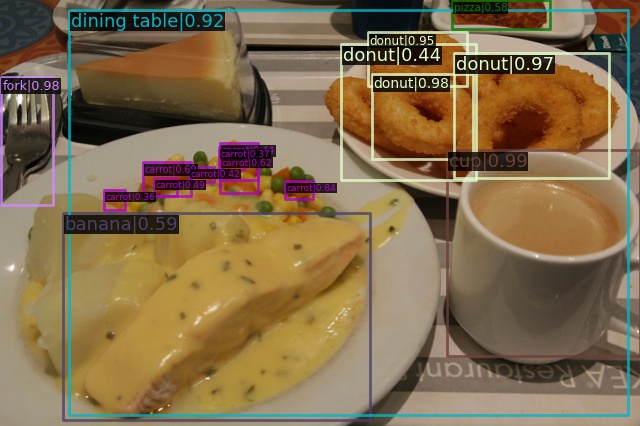 dining table|0.92
pizza|0.58
donut|0.95
donut|0.44
donut|0.97
fork|0.98
donut|0.98
carrot|0.37
cup|0.99
carrot|0.62
carrot|0.42
carrot|0.49
carrot|0.84
carrot|0.36
banana|0.59
KEA Restaurant